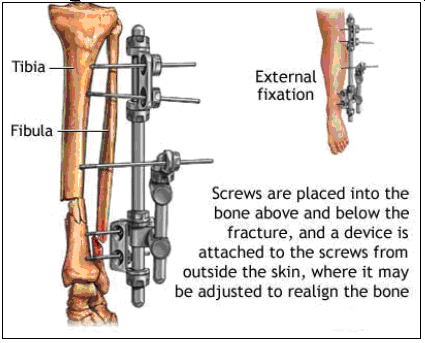 Tibia
Fibula
External
fixation
Screws are placed into the
bone above and below the
fracture, and a device is
attached to the screws from
outside the skin, where it may
be adjusted to realign the bone